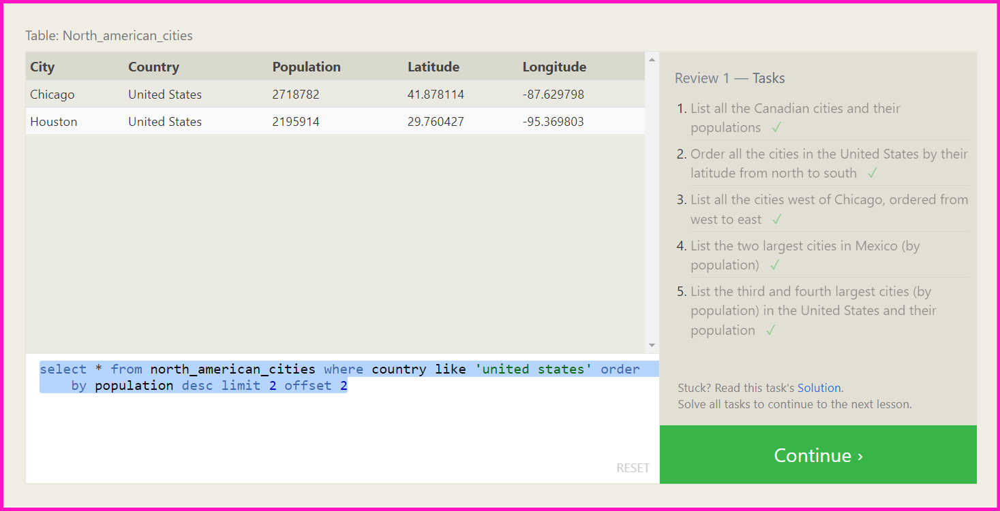 Table: North_american_cities
City Country Population Latitude Longitude
Chicago United States 2718782 41.878114 -87.629798
Houston United States 2195914 29.760427 -95.369803
select * from north_american_cities where country like 'united states' order
by population desc limit 2 offset 2
RESET
Review 1 — Tasks
1. List all the Canadian cities and their
populations ✓
2. Order all the cities in the United States by their
latitude from north to south ✓
3. List all the cities west of Chicago, ordered from
west to east ✓
4. List the two largest cities in Mexico (by
population) ✓
5. List the third and fourth largest cities (by
population) in the United States and their
population ✓
Stuck? Read this task's Solution.
Solve all tasks to continue to the next lesson.
Continue ›